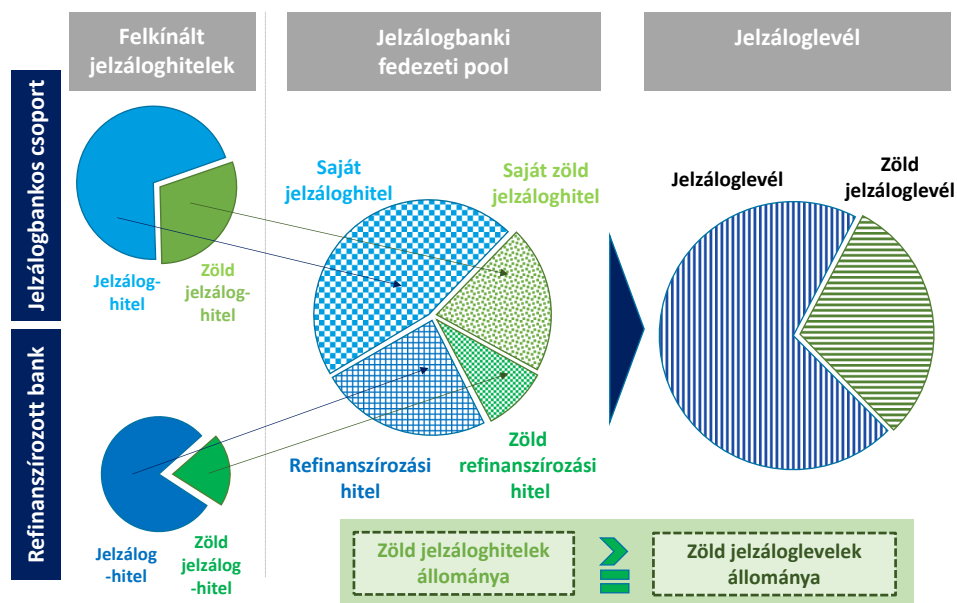 Felkínált
jelzáloghitelek
Jelzálogbanki
fedezeti pool
Jelzáloglevél
Jelzálogbankos csoport
Jelzálog-
hitel
Zöld
jelzálog-
hitel
Saját
jelzáloghitel
Saját zöld
jelzáloghitel
Jelzáloglevél
Zöld
jelzáloglevél
Refinanszírozott bank
Jelzálog
-hitel
Zöld
jelzálog
-hitel
Refinanszírozási
hitel
Zöld
refinanszírozási
hitel
Zöld jelzáloghitelek
állománya
Zöld jelzáloglevelek
állománya